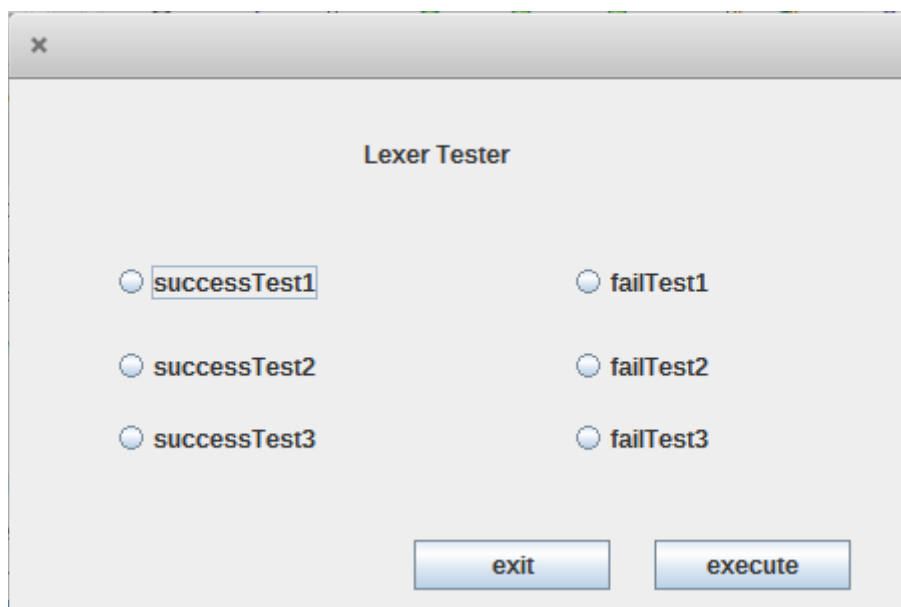 Lexer Tester
successTest1 failTest1
successTest2 failTest2
successTest3 failTest3
exit execute